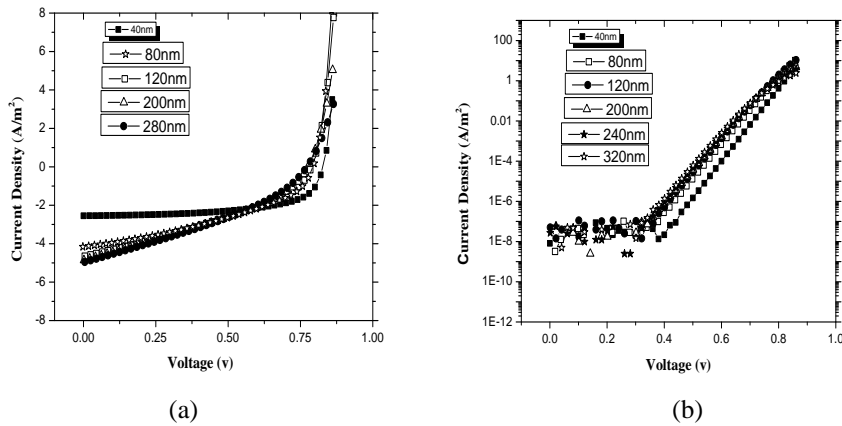 8
6
4
2
0
-2
-4
-6
-8
0.00
0.25
0.50
0.75
1.00
Current Density (A/m²)
Voltage (v)
40nm
80nm
120nm
200nm
280nm
(a)
100
1
0.01
1E-4
1E-6
1E-8
1E-10
1E-12
0.0
0.2
0.4
0.6
0.8
1.0
Current Density (A/m²)
Voltage (v)
40nm
80nm
120nm
200nm
240nm
320nm
(b)